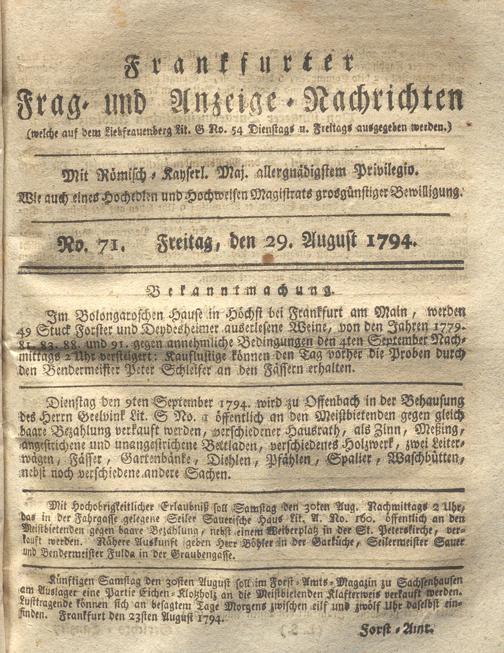 Frankfurter
Frag- und Anzeige-Nachrichten
(welche auf dem Liebfrauenberg Lit. G No. 54 Dienstags u. Freitags ausgegeben werden.)
Mit Römisch-Kayserl. Maj. allergnädigstem Privilegio.
Wie auch eines Hochedlen und Hochweisen Magistrats grosgünstiger Bewilligung.
No. 71. Freitag, den 29. August 1794.
Bekanntmachung.
Im Bolongaroschen Hause in Höchst bei Frankfurt am Main, werden
49 Stuck Forster und Deydesheimer auserlesene Weine, von den Jahren 1779.
81. 83. 88. und 91. gegen annehmliche Bedingungen den 4ten September Nach-
mittags 2 Uhr versteigert: Kauflustige können den Tag vorher die Proben durch
den Bendermeister Peter Schleifer an den Fässern erhalten.
Dienstag den 9ten September 1794. wird zu Offenbach in der Behausung
des Herrn Geelvink Lit. S No. 1 öffentlich an den Meistbietenden gegen gleich
baare Bezahlung verkauft werden, verschiedener Hausrath, als Zinn, Meßing,
angestrichene und unangestrichene Bettladen, verschiedenes Holzwerk, zwei Leiter-
wägen, Fässer, Gartenbänke, Diehlen, Pfählen, Spalier, Waschbütten,
nebst noch verschiedene andere Sachen.
Mit Hochobrigkeitlicher Erlaubniß soll Samstag den 30ten Aug. Nachmittags 2 Uhr,
das in der Fahrgasse gelegene Seiler Sauerische Haus Lit. A. No. 160. öffentlich an den
Meistbietenden gegen baare Bezahlung, nebst einem Weiberplatz in der St. Peterskirche, ver-
kauft werden. Nähere Auskunft geben Herr Böhler in der Garküche, Seilermeister Sauer
und Bendermeister Fulda in der Graubengasse.
Künftigen Samstag den 30sten August soll im Forst-Amts-Magazin zu Sachsenhausen
am Auslager eine Partie Eichen-Klotzholz an die Meistbietenden Klafterweis verkauft werden.
Lusttragende können sich an besagtem Tage Morgens zwischen eilf und zwölf Uhr daselbst ein-
finden. Frankfurt den 23sten August 1794.
Forst-Amt.